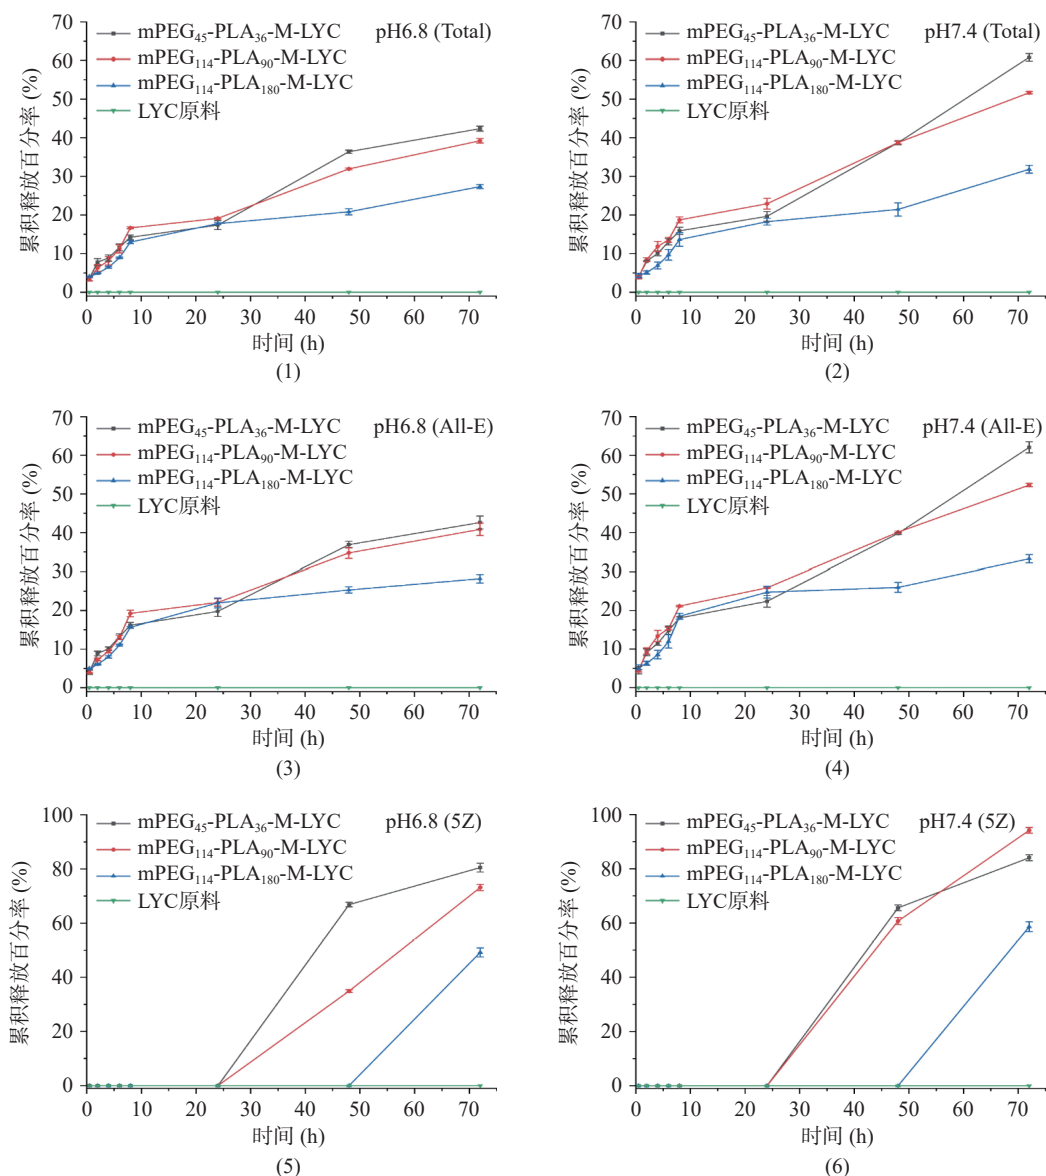 70
60
50
40
30
20
10
0
累积释放百分率 (%)
mPEG₄₅-PLA₃₆-M-LYC
mPEG₁₁₄-PLA₉₀-M-LYC
mPEG₁₁₄-PLA₁₈₀-M-LYC
LYC原料
pH6.8 (Total)
0 10 20 30 40 50 60 70
时间 (h)
(1)
70
60
50
40
30
20
10
0
累积释放百分率 (%)
mPEG₄₅-PLA₃₆-M-LYC
mPEG₁₁₄-PLA₉₀-M-LYC
mPEG₁₁₄-PLA₁₈₀-M-LYC
LYC原料
pH7.4 (Total)
0 10 20 30 40 50 60 70
时间 (h)
(2)
70
60
50
40
30
20
10
0
累积释放百分率 (%)
mPEG₄₅-PLA₃₆-M-LYC
mPEG₁₁₄-PLA₉₀-M-LYC
mPEG₁₁₄-PLA₁₈₀-M-LYC
LYC原料
pH6.8 (All-E)
0 10 20 30 40 50 60 70
时间 (h)
(3)
70
60
50
40
30
20
10
0
累积释放百分率 (%)
mPEG₄₅-PLA₃₆-M-LYC
mPEG₁₁₄-PLA₉₀-M-LYC
mPEG₁₁₄-PLA₁₈₀-M-LYC
LYC原料
pH7.4 (All-E)
0 10 20 30 40 50 60 70
时间 (h)
(4)
100
80
60
40
20
0
累积释放百分率 (%)
mPEG₄₅-PLA₃₆-M-LYC
mPEG₁₁₄-PLA₉₀-M-LYC
mPEG₁₁₄-PLA₁₈₀-M-LYC
LYC原料
pH6.8 (5Z)
0 10 20 30 40 50 60 70
时间 (h)
(5)
100
80
60
40
20
0
累积释放百分率 (%)
mPEG₄₅-PLA₃₆-M-LYC
mPEG₁₁₄-PLA₉₀-M-LYC
mPEG₁₁₄-PLA₁₈₀-M-LYC
LYC原料
pH7.4 (5Z)
0 10 20 30 40 50 60 70
时间 (h)
(6)